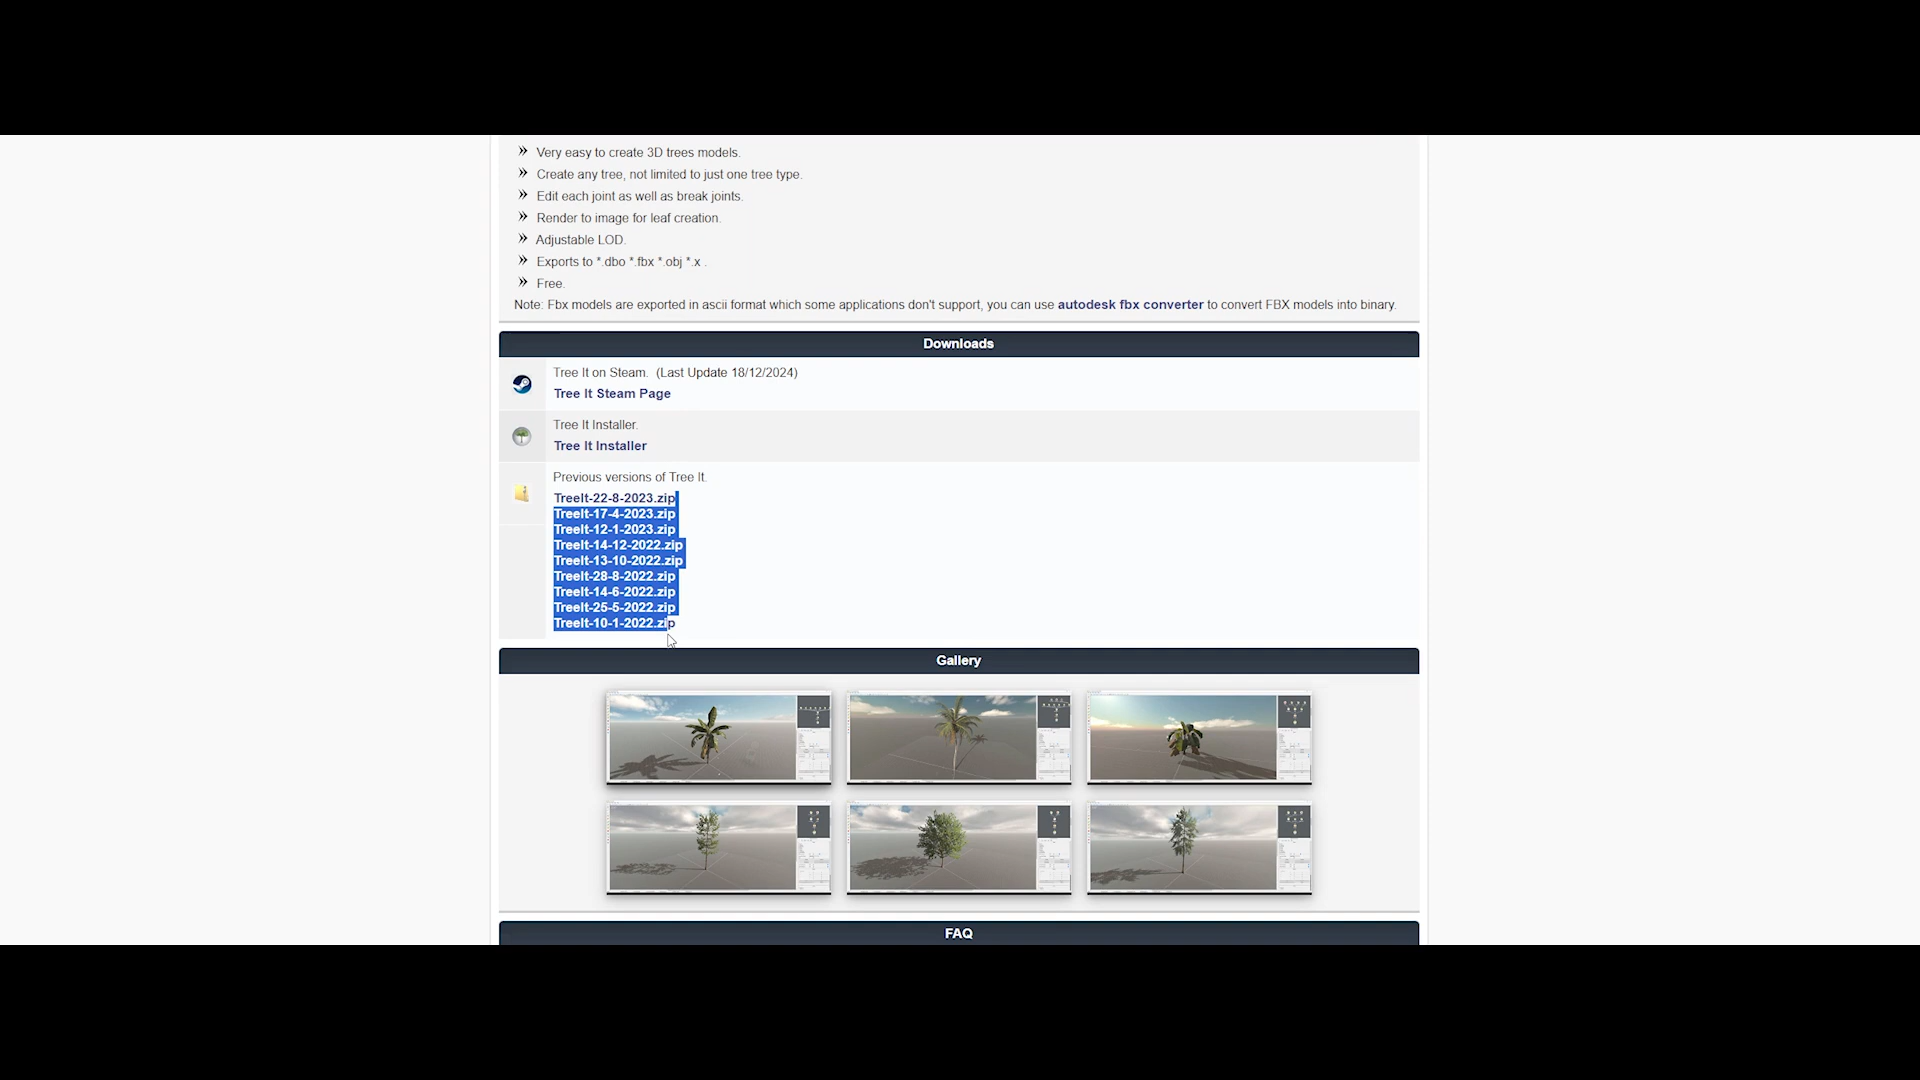 Very easy to create 3D trees models.
Create any tree, not limited to just one tree type.
Edit each joint as well as break joints.
Render to image for leaf creation.
Adjustable LOD.
Exports to *.dbo *.fbx *.obj *.x .
Free.
Note: Fbx models are exported in ascii format which some applications don't support, you can use autodesk fbx converter to convert FBX models into binary.
Downloads
Tree It on Steam. (Last Update 18/12/2024)
Tree It Steam Page
Tree It Installer.
Tree It Installer
Previous versions of Tree It.
TreeIt-22-8-2023.zip
TreeIt-17-4-2023.zip
TreeIt-12-1-2023.zip
TreeIt-14-12-2022.zip
TreeIt-13-10-2022.zip
TreeIt-28-8-2022.zip
TreeIt-14-6-2022.zip
TreeIt-25-5-2022.zip
TreeIt-10-1-2022.zip
Gallery
FAQ